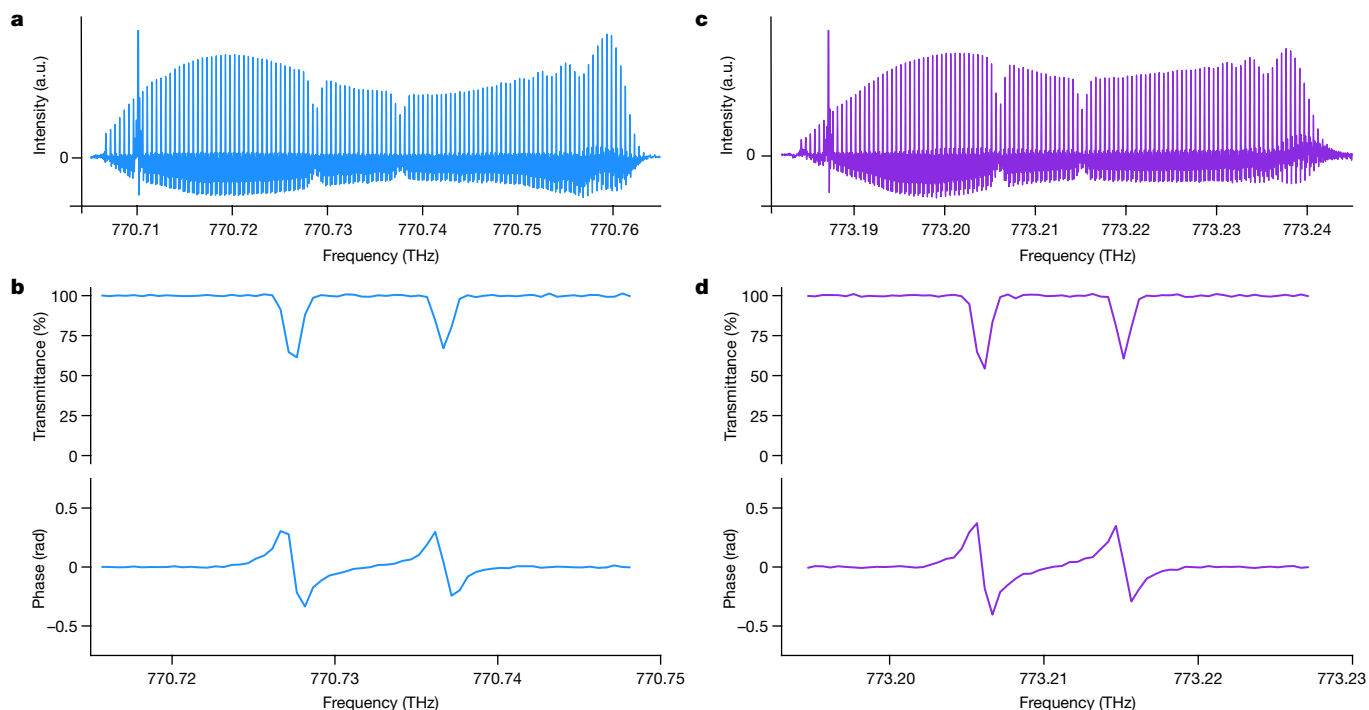 a
Intensity (a.u.)
0
770.71 770.72 770.73 770.74 770.75 770.76
Frequency (THz)
b
100
75
50
25
0
Transmittance (%)
0.5
0
–0.5
Phase (rad)
770.72 770.73 770.74 770.75
Frequency (THz)
c
Intensity (a.u.)
0
773.19 773.20 773.21 773.22 773.23 773.24
Frequency (THz)
d
100
75
50
25
0
Transmittance (%)
0.5
0
–0.5
Phase (rad)
773.20 773.21 773.22 773.23
Frequency (THz)